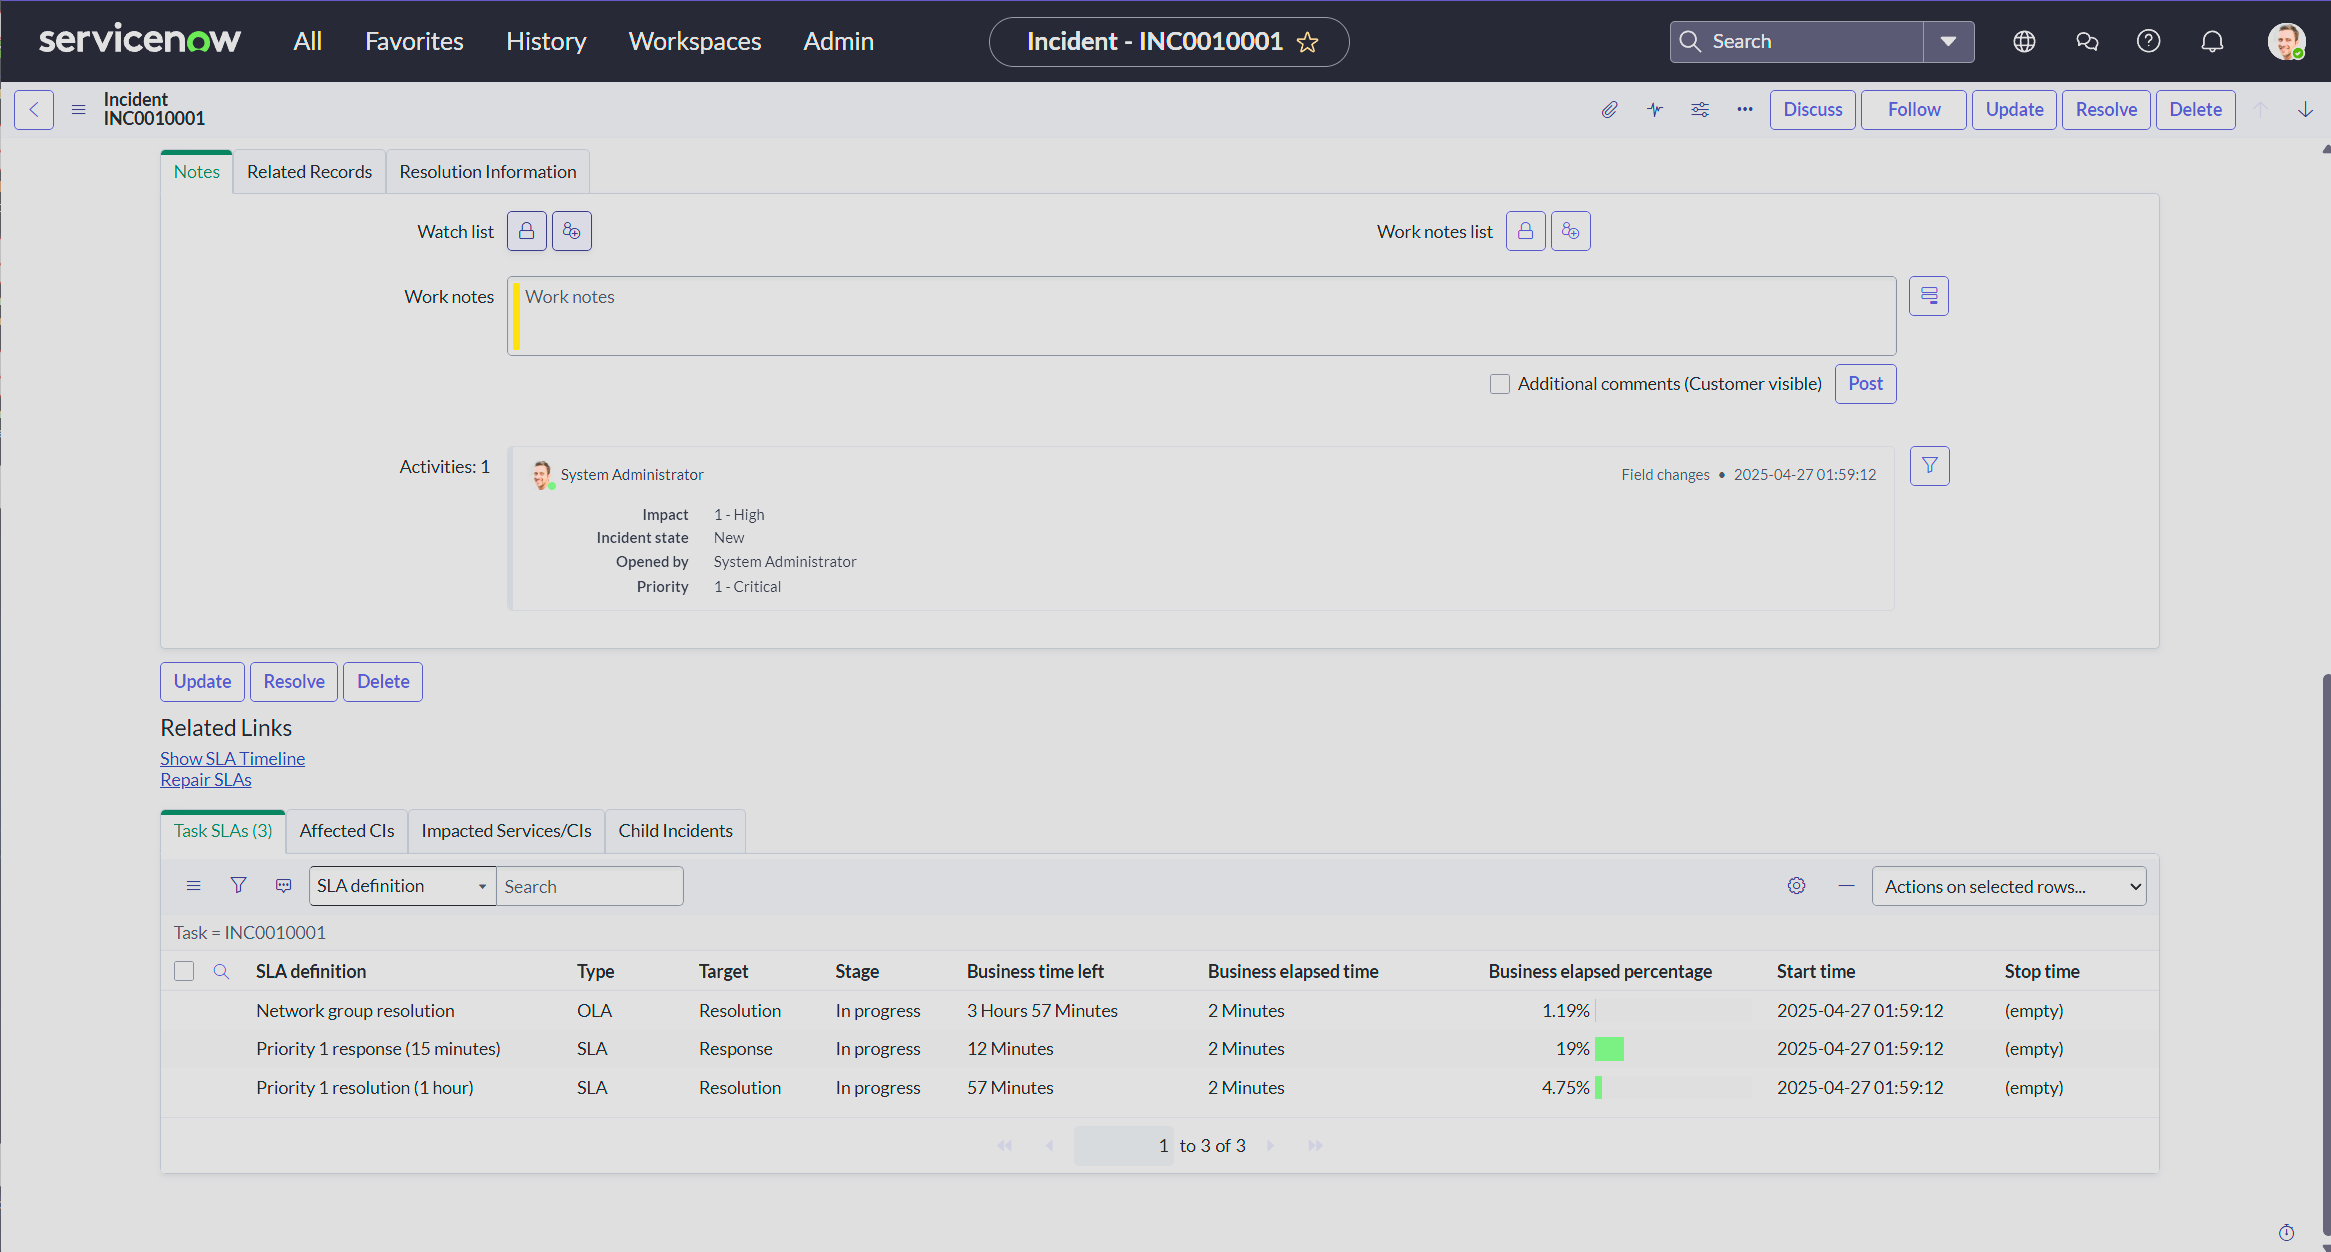 servicenow All Favorites History Workspaces Admin Incident - INC0010001 Search
Incident
INC0010001
Discuss Follow Update Resolve Delete
Notes Related Records Resolution Information
Watch list Work notes list
Work notes Work notes
Additional comments (Customer visible) Post
Activities: 1 System Administrator Field changes • 2025-04-27 01:59:12
Impact 1 - High
Incident state New
Opened by System Administrator
Priority 1 - Critical
Update Resolve Delete
Related Links
Show SLA Timeline
Repair SLAs
Task SLAs (3) Affected CIs Impacted Services/CIs Child Incidents
SLA definition Search Actions on selected rows...
Task = INC0010001
SLA definition Type Target Stage Business time left Business elapsed time Business elapsed percentage Start time Stop time
Network group resolution OLA Resolution In progress 3 Hours 57 Minutes 2 Minutes 1.19% 2025-04-27 01:59:12 (empty)
Priority 1 response (15 minutes) SLA Response In progress 12 Minutes 2 Minutes 19% 2025-04-27 01:59:12 (empty)
Priority 1 resolution (1 hour) SLA Resolution In progress 57 Minutes 2 Minutes 4.75% 2025-04-27 01:59:12 (empty)
1 to 3 of 3